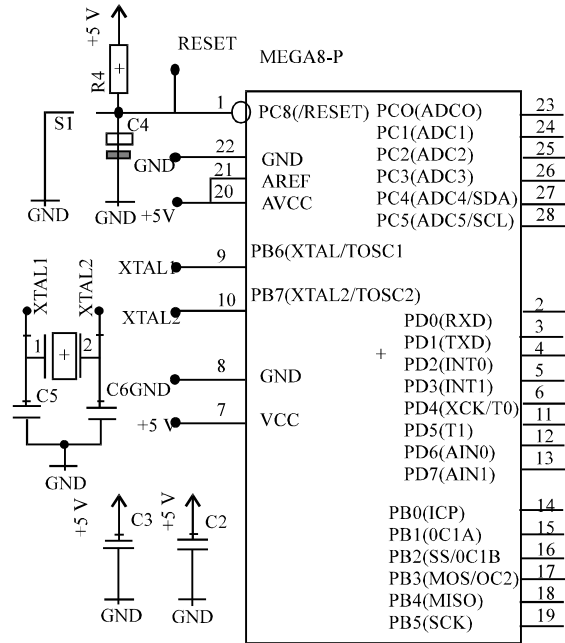 +5 V
RESET
MEGA8-P
R4
+
1
PC8(/RESET)
PCO(ADCO)
23
S1
C4
PC1(ADC1)
24
22
GND
GND
PC2(ADC2)
25
21
AREF
PC3(ADC3)
26
20
+5V
AVCC
PC4(ADC4/SDA)
27
GND
GND
PC5(ADC5/SCL)
28
XTAL1
9
PB6(XTAL/TOSC1
XTAL2
10
PB7(XTAL2/TOSC2)
XTAL1
XTAL2
1
+
2
C5
C6
GND
GND
8
GND
+5 V
7
VCC
+
PD0(RXD)
2
PD1(TXD)
3
PD2(INT0)
4
PD3(INT1)
5
PD4(XCK/T0)
6
PD5(T1)
11
PD6(AIN0)
12
PD7(AIN1)
13
+5 V
C3
GND
+5 V
C2
GND
PB0(ICP)
14
PB1(0C1A)
15
PB2(SS/0C1B
16
PB3(MOS/OC2)
17
PB4(MISO)
18
PB5(SCK)
19